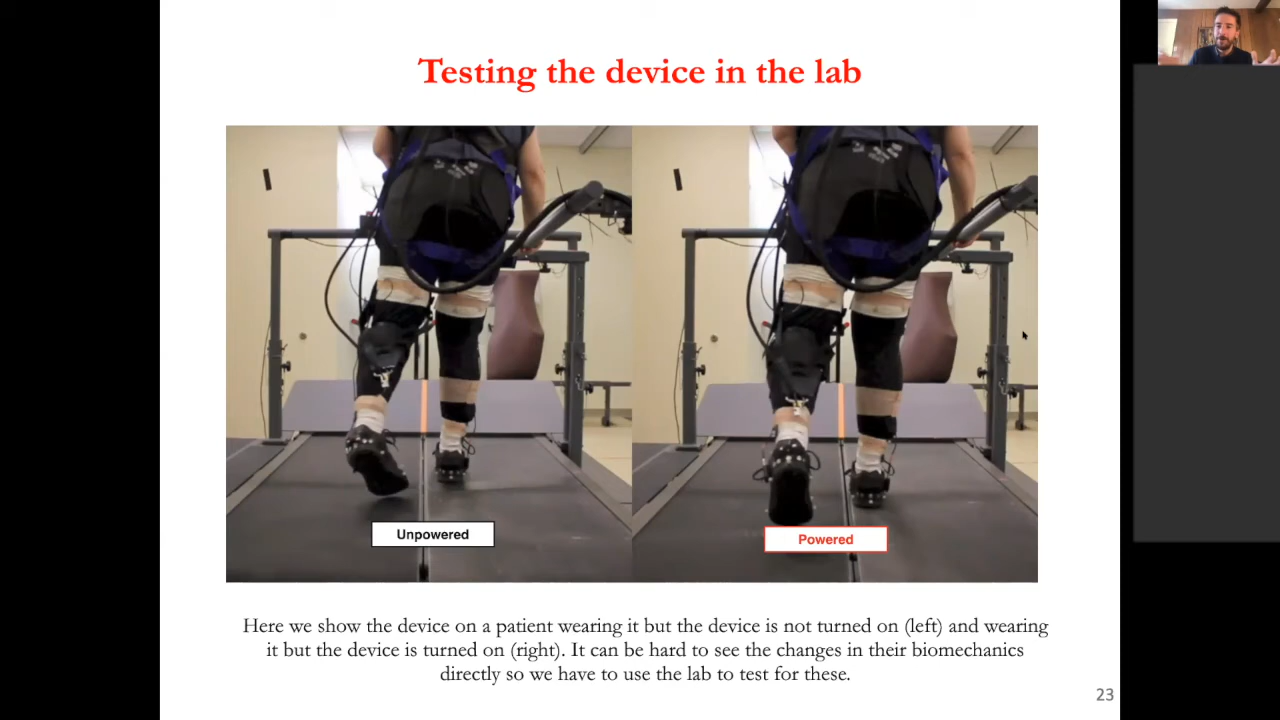 Testing the device in the lab
Unpowered
Powered
Here we show the device on a patient wearing it but the device is not turned on (left) and wearing
it but the device is turned on (right). It can be hard to see the changes in their biomechanics
directly so we have to use the lab to test for these.
23